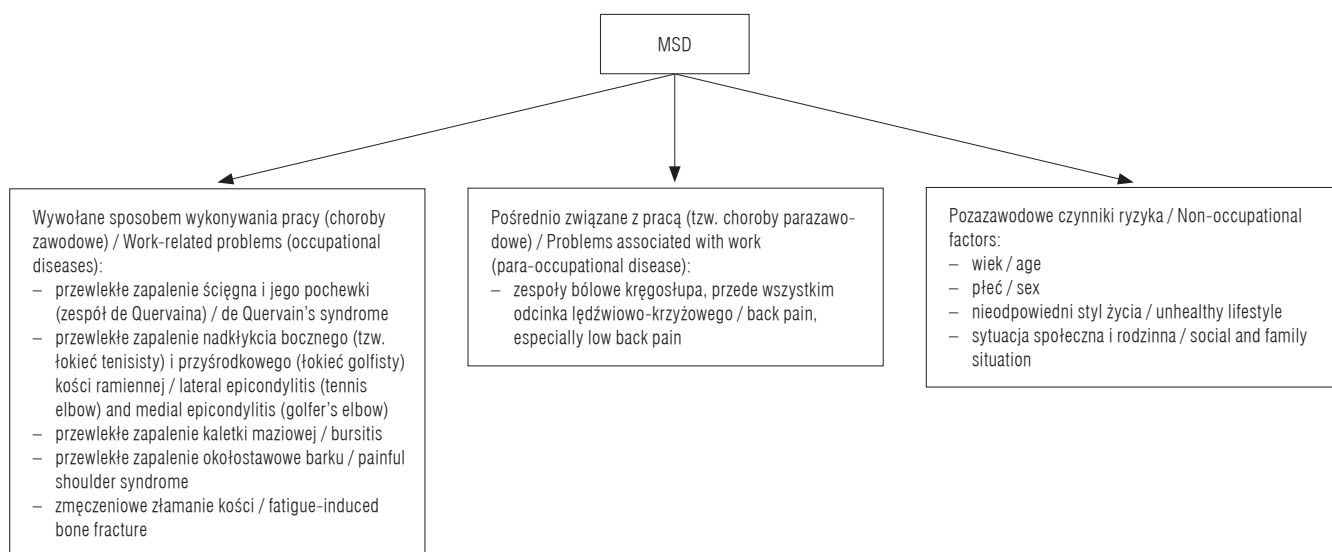 MSD
Wywołane sposobem wykonywania pracy (choroby
zawodowe) / Work-related problems (occupational
diseases):
– przewlekłe zapalenie ścięgna i jego pochewki
(zespół de Quervaina) / de Quervain's syndrome
– przewlekłe zapalenie nadkłykcia bocznego (tzw.
łokieć tenisisty) i przyśrodkowego (łokieć golfisty)
kości ramiennej / lateral epicondylitis (tennis
elbow) and medial epicondylitis (golfer's elbow)
– przewlekłe zapalenie kaletki maziowej / bursitis
– przewlekłe zapalenie okołostawowe barku / painful
shoulder syndrome
– zmęczeniowe złamanie kości / fatigue-induced
bone fracture
Pośrednio związane z pracą (tzw. choroby parazawo-
dowe) / Problems associated with work
(para-occupational disease):
– zespoły bólowe kręgosłupa, przede wszystkim
odcinka lędźwiowo-krzyżowego / back pain,
especially low back pain
Pozazawodowe czynniki ryzyka / Non-occupational
factors:
– wiek / age
– płeć / sex
– nieodpowiedni styl życia / unhealthy lifestyle
– sytuacja społeczna i rodzinna / social and family
situation